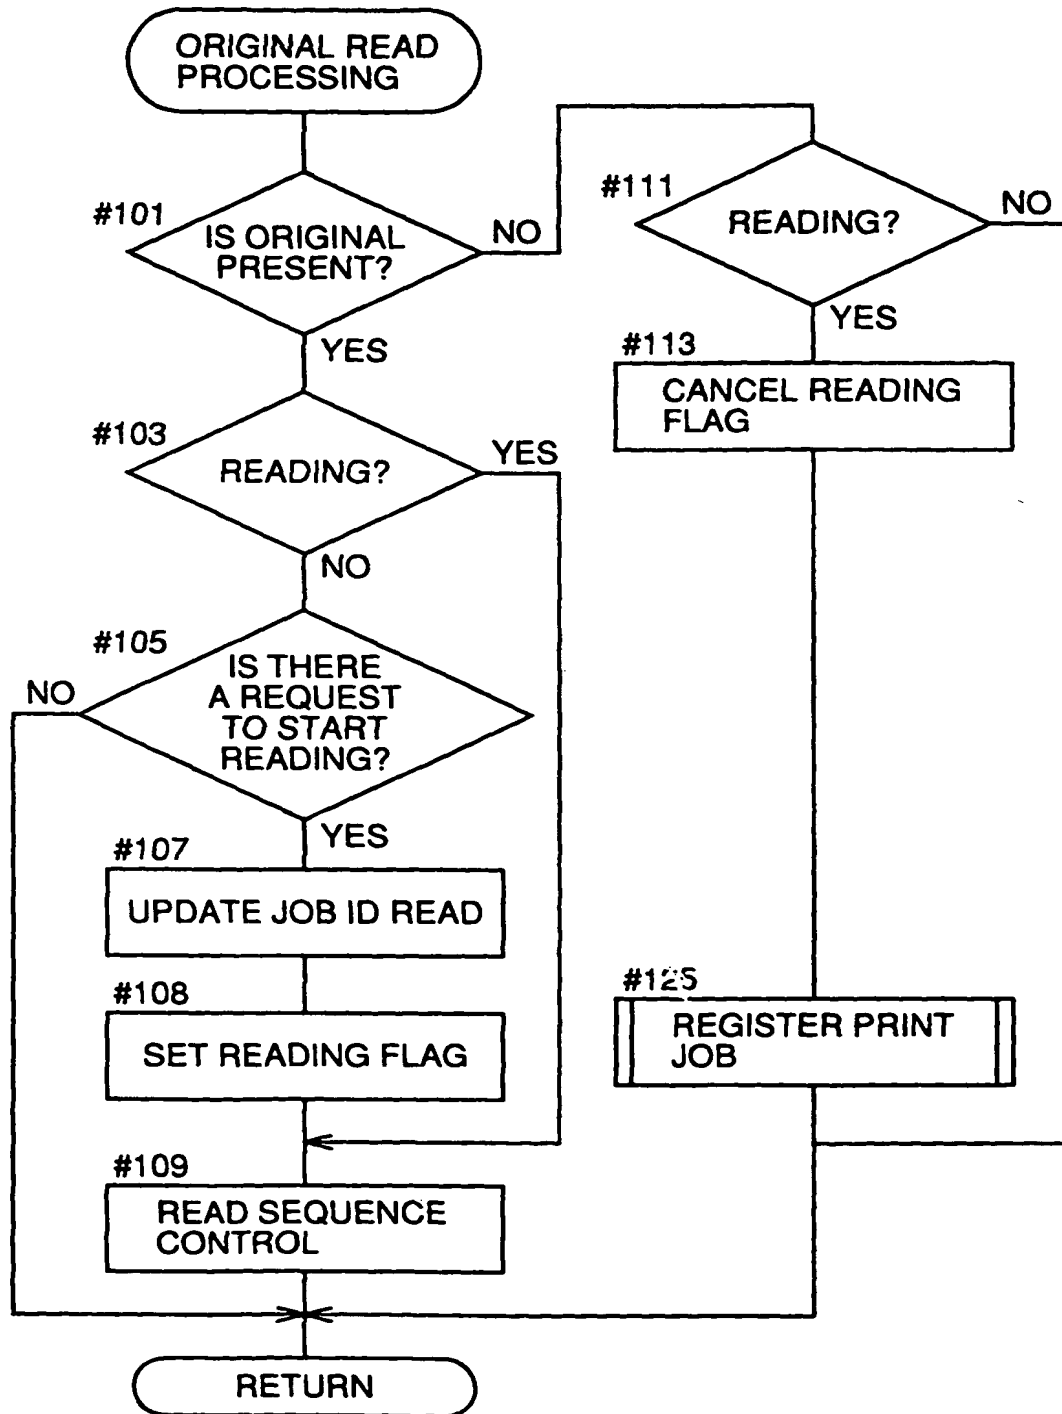 ORIGINAL READ
PROCESSING
#101
IS ORIGINAL
PRESENT?
NO
YES
#103
READING?
YES
NO
#105
IS THERE
A REQUEST
TO START
READING?
NO
YES
#107
UPDATE JOB ID READ
#108
SET READING FLAG
#109
READ SEQUENCE
CONTROL
RETURN
#111
READING?
NO
YES
#113
CANCEL READING
FLAG
#125
REGISTER PRINT
JOB